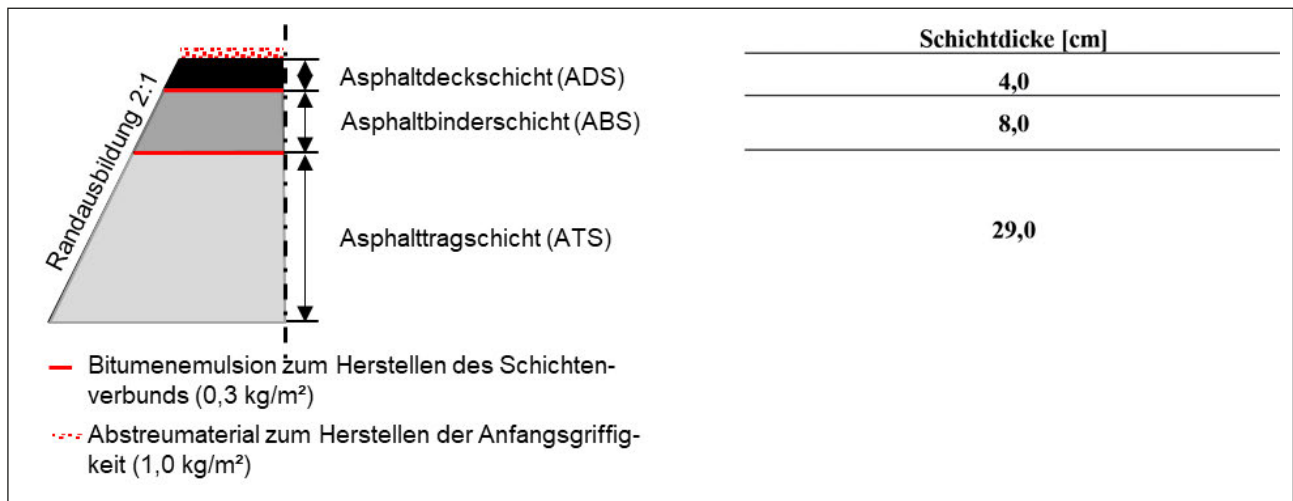 Schichtdicke [cm]
Asphaltdeckschicht (ADS)
4,0
Asphaltbinderschicht (ABS)
8,0
Randausbildung 2:1
Asphalttragschicht (ATS)
29,0
Bitumenemulsion zum Herstellen des Schichten-
verbunds (0,3 kg/m²)
Abstreumaterial zum Herstellen der Anfangsgriffig-
keit (1,0 kg/m²)